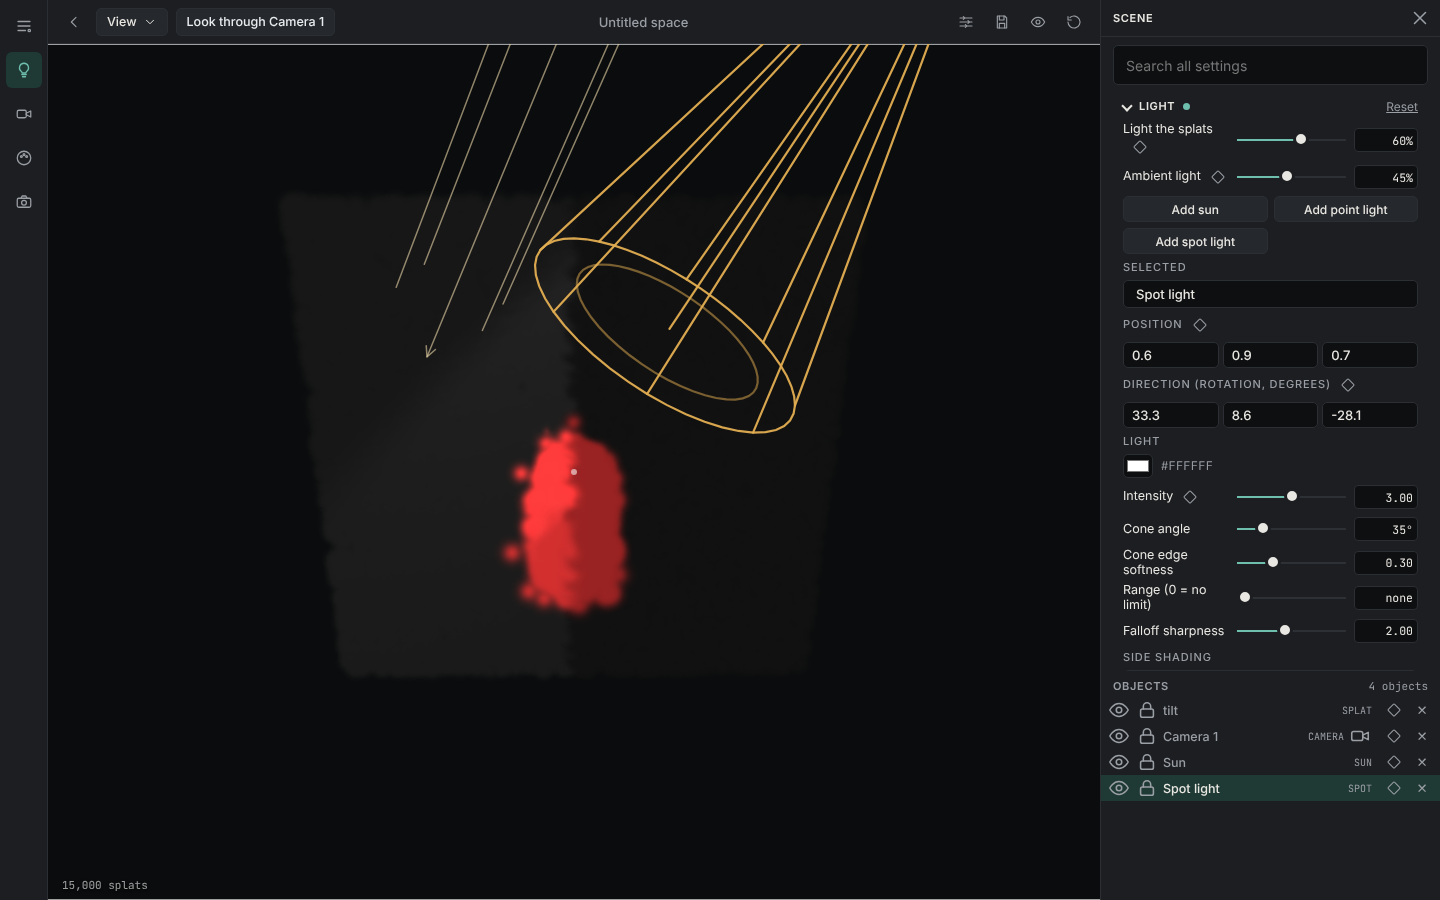 View
Look through Camera 1
Untitled space
SCENE
Search all settings
LIGHT
Reset
Light the splats
60%
Ambient light
45%
Add sun
Add point light
Add spot light
SELECTED
Spot light
POSITION
0.6
0.9
0.7
DIRECTION (ROTATION, DEGREES)
33.3
8.6
-28.1
LIGHT
#FFFFFF
Intensity
3.00
Cone angle
35°
Cone edge
softness
0.30
Range (0 = no
limit)
none
Falloff sharpness
2.00
SIDE SHADING
OBJECTS
4 objects
tilt
SPLAT
Camera 1
CAMERA
Sun
SUN
Spot light
SPOT
15,000 splats